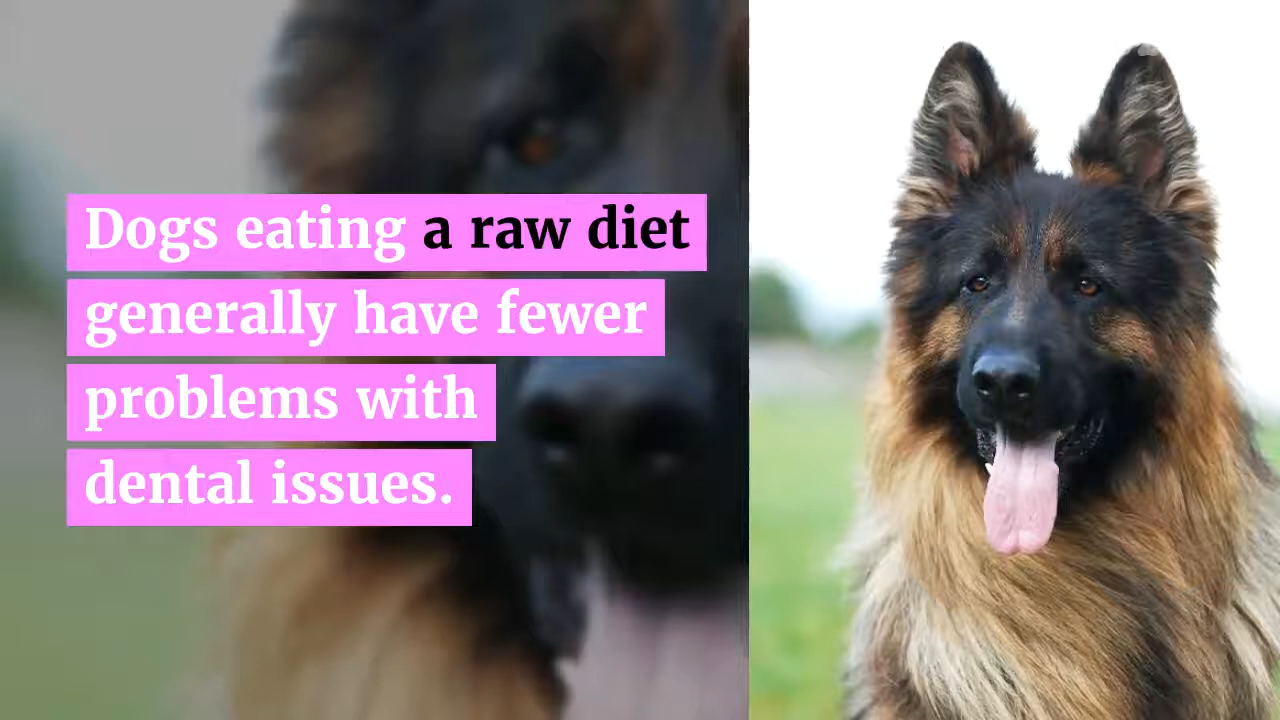 Dogs eating a raw diet
generally have fewer
problems with
dental issues.